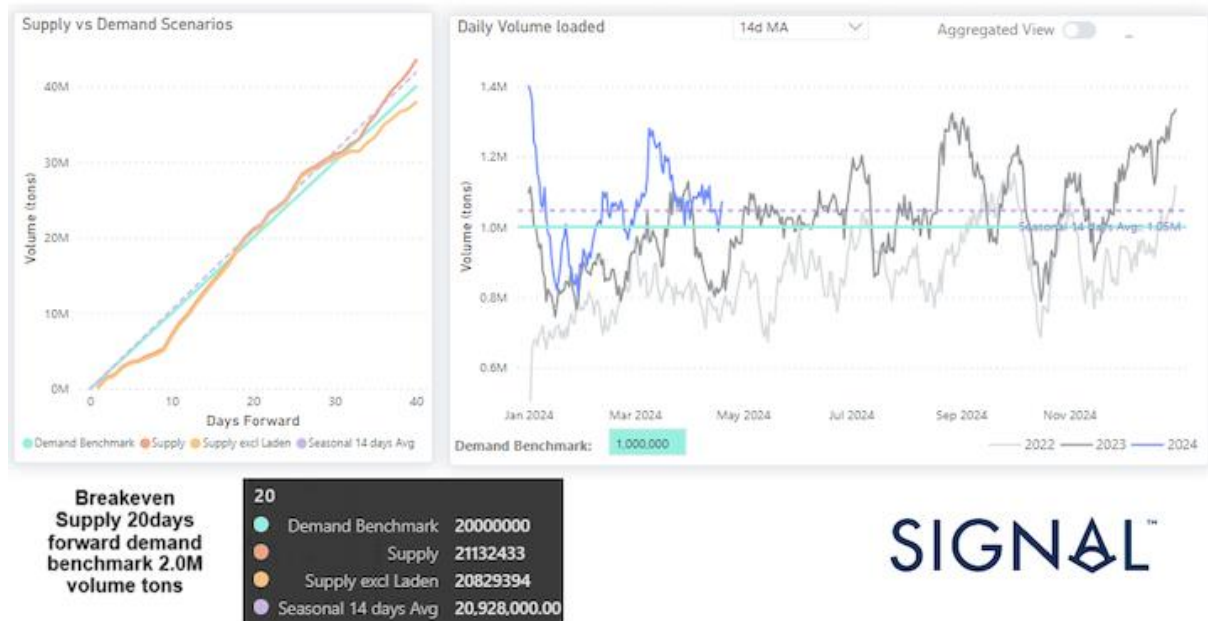 Supply vs Demand Scenarios
40M
30M
20M
10M
0M
Volume (tons)
0 10 20 30 40
Days Forward
Demand Benchmark Supply Supply excl Laden Seasonal 14 days Avg
Daily Volume loaded
14d MA
Aggregated View
1.4M
1.2M
1.0M
0.8M
0.6M
Volume (tons)
Seasonal 14 days Avg: 1.05M
Jan 2024 Mar 2024 May 2024 Jul 2024 Sep 2024 Nov 2024
Demand Benchmark: 1,000,000
2022 2023 2024
Breakeven
Supply 20days
forward demand
benchmark 2.0M
volume tons
20
Demand Benchmark 20000000
Supply 21132433
Supply excl Laden 20829394
Seasonal 14 days Avg 20,928,000.00
SIGNAL™